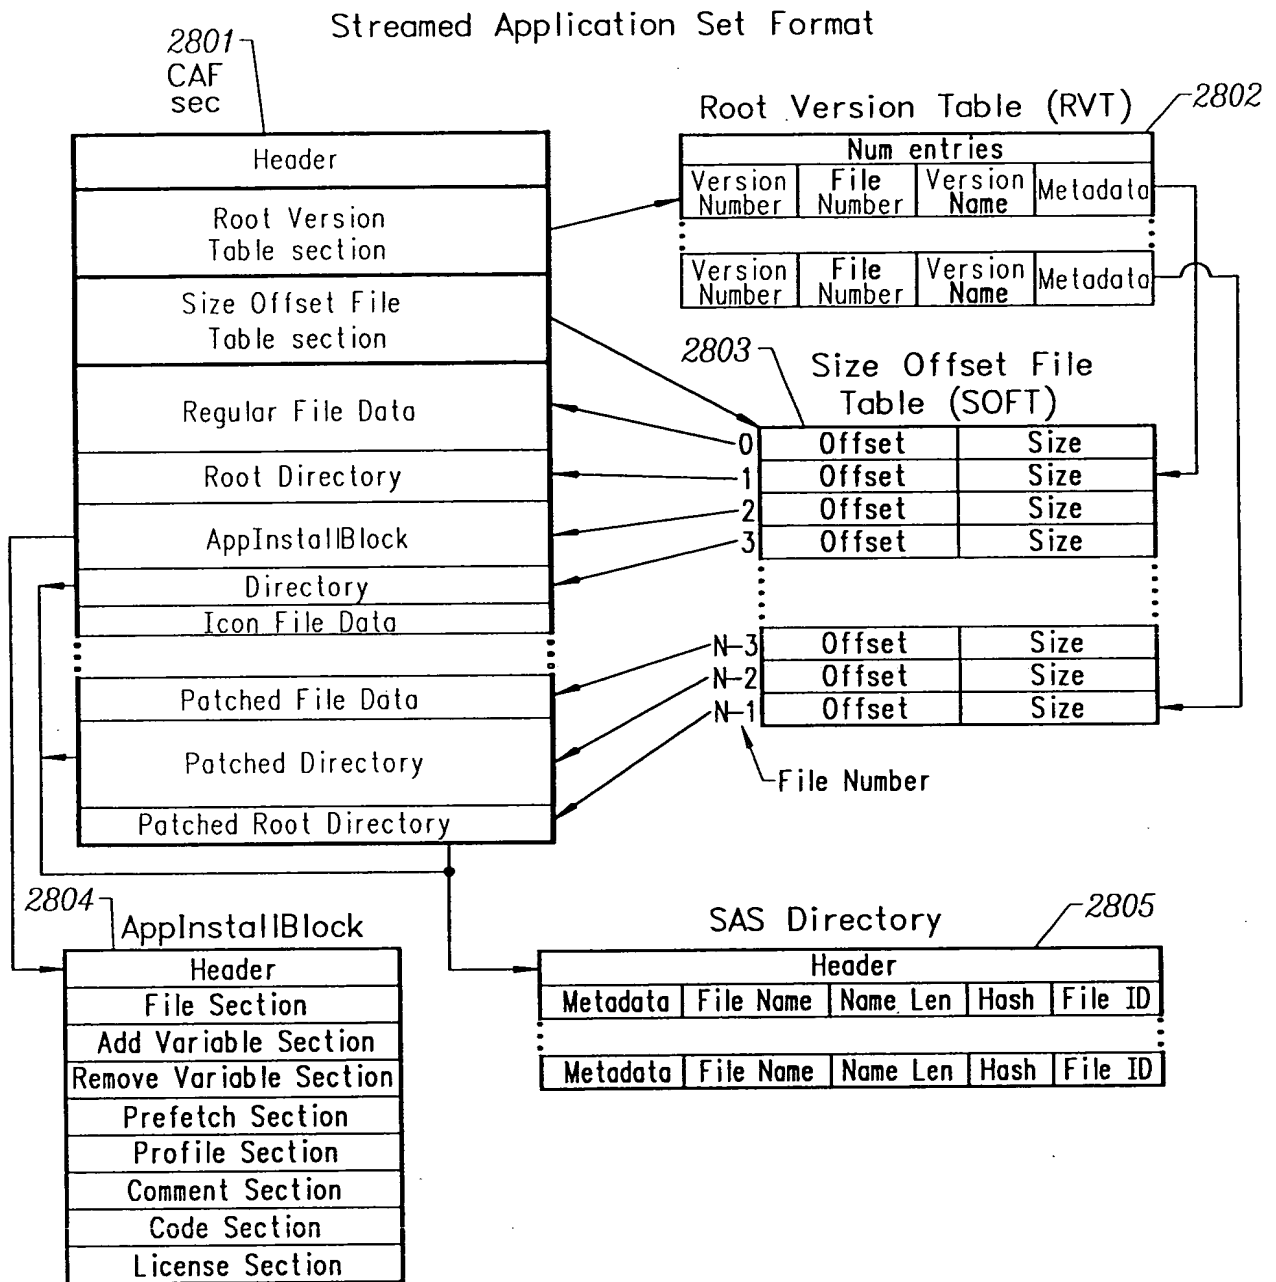 Streamed Application Set Format
2801
CAF
sec
Header
Root Version
Table section
Size Offset File
Table section
Regular File Data
Root Directory
AppInstallBlock
Directory
Icon File Data
Patched File Data
Patched Directory
Patched Root Directory
Root Version Table (RVT)
2802
Num entries
Version Number File Number Version Name Metadata
Version Number File Number Version Name Metadata
2803
Size Offset File
Table (SOFT)
0 Offset Size
1 Offset Size
2 Offset Size
3 Offset Size
N-3 Offset Size
N-2 Offset Size
N-1 Offset Size
File Number
2804
AppInstallBlock
Header
File Section
Add Variable Section
Remove Variable Section
Prefetch Section
Profile Section
Comment Section
Code Section
License Section
SAS Directory
2805
Header
Metadata File Name Name Len Hash File ID
Metadata File Name Name Len Hash File ID